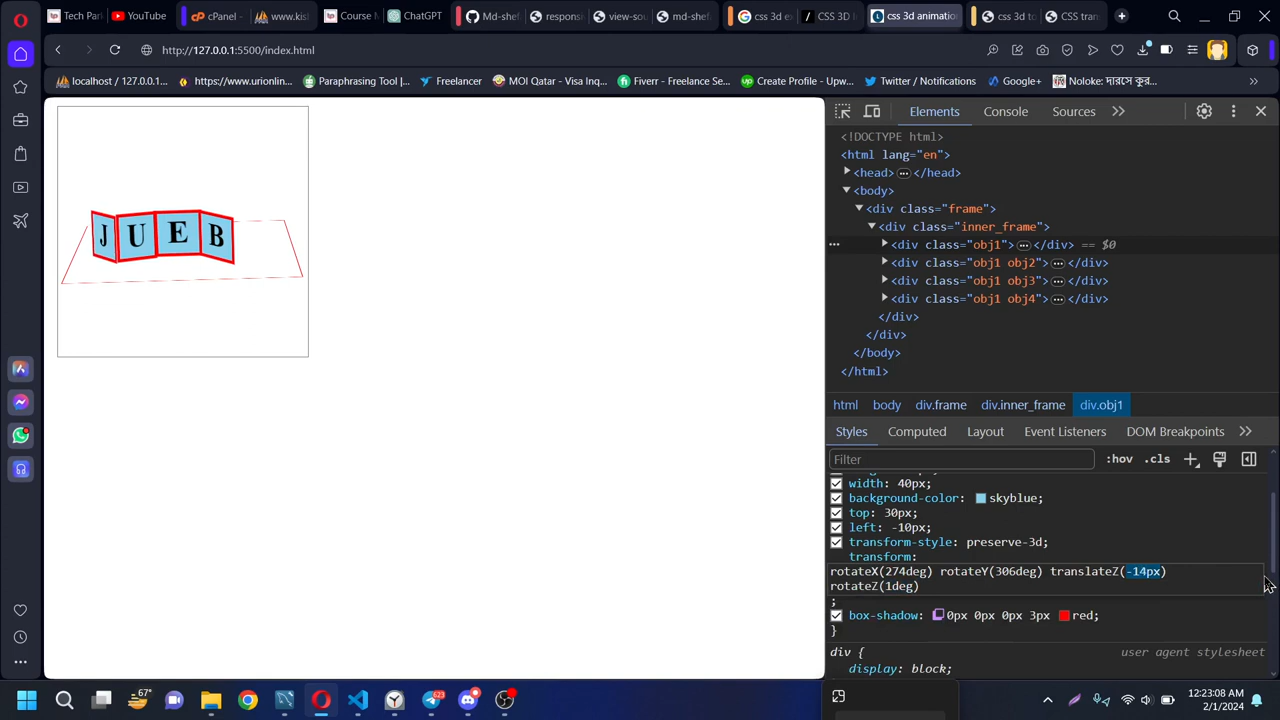 Tech Part
YouTube
cPanel -
www.kisl
Course M
ChatGPT
Md-shef
responsi
view-sou
md-shef
css 3d ex
CSS 3D l
css 3d animatio
css 3d to
CSS tran
http://127.0.0.1:5500/index.html
localhost / 127.0.0.1...
https://www.urionlin...
Paraphrasing Tool |...
Freelancer
MOI Qatar - Visa Inq...
Fiverr - Freelance Se...
Create Profile - Upw...
Twitter / Notifications
Google+
Noloke: দারাসে কুর...
J U E B
Elements Console Sources
<!DOCTYPE html>
<html lang="en">
<head> </head>
<body>
<div class="frame">
<div class="inner_frame">
<div class="obj1"> </div> == $0
<div class="obj1 obj2"> </div>
<div class="obj1 obj3"> </div>
<div class="obj1 obj4"> </div>
</div>
</div>
</body>
</html>
html body div.frame div.inner_frame div.obj1
Styles Computed Layout Event Listeners DOM Breakpoints
Filter :hov .cls
width: 40px;
background-color: skyblue;
top: 30px;
left: -10px;
transform-style: preserve-3d;
transform:
rotateX(274deg) rotateY(306deg) translateZ(-14px)
rotateZ(1deg)
;
box-shadow: 0px 0px 0px 3px red;
}
div { user agent stylesheet
display: block;
67°
623
12:23:08 AM
2/1/2024